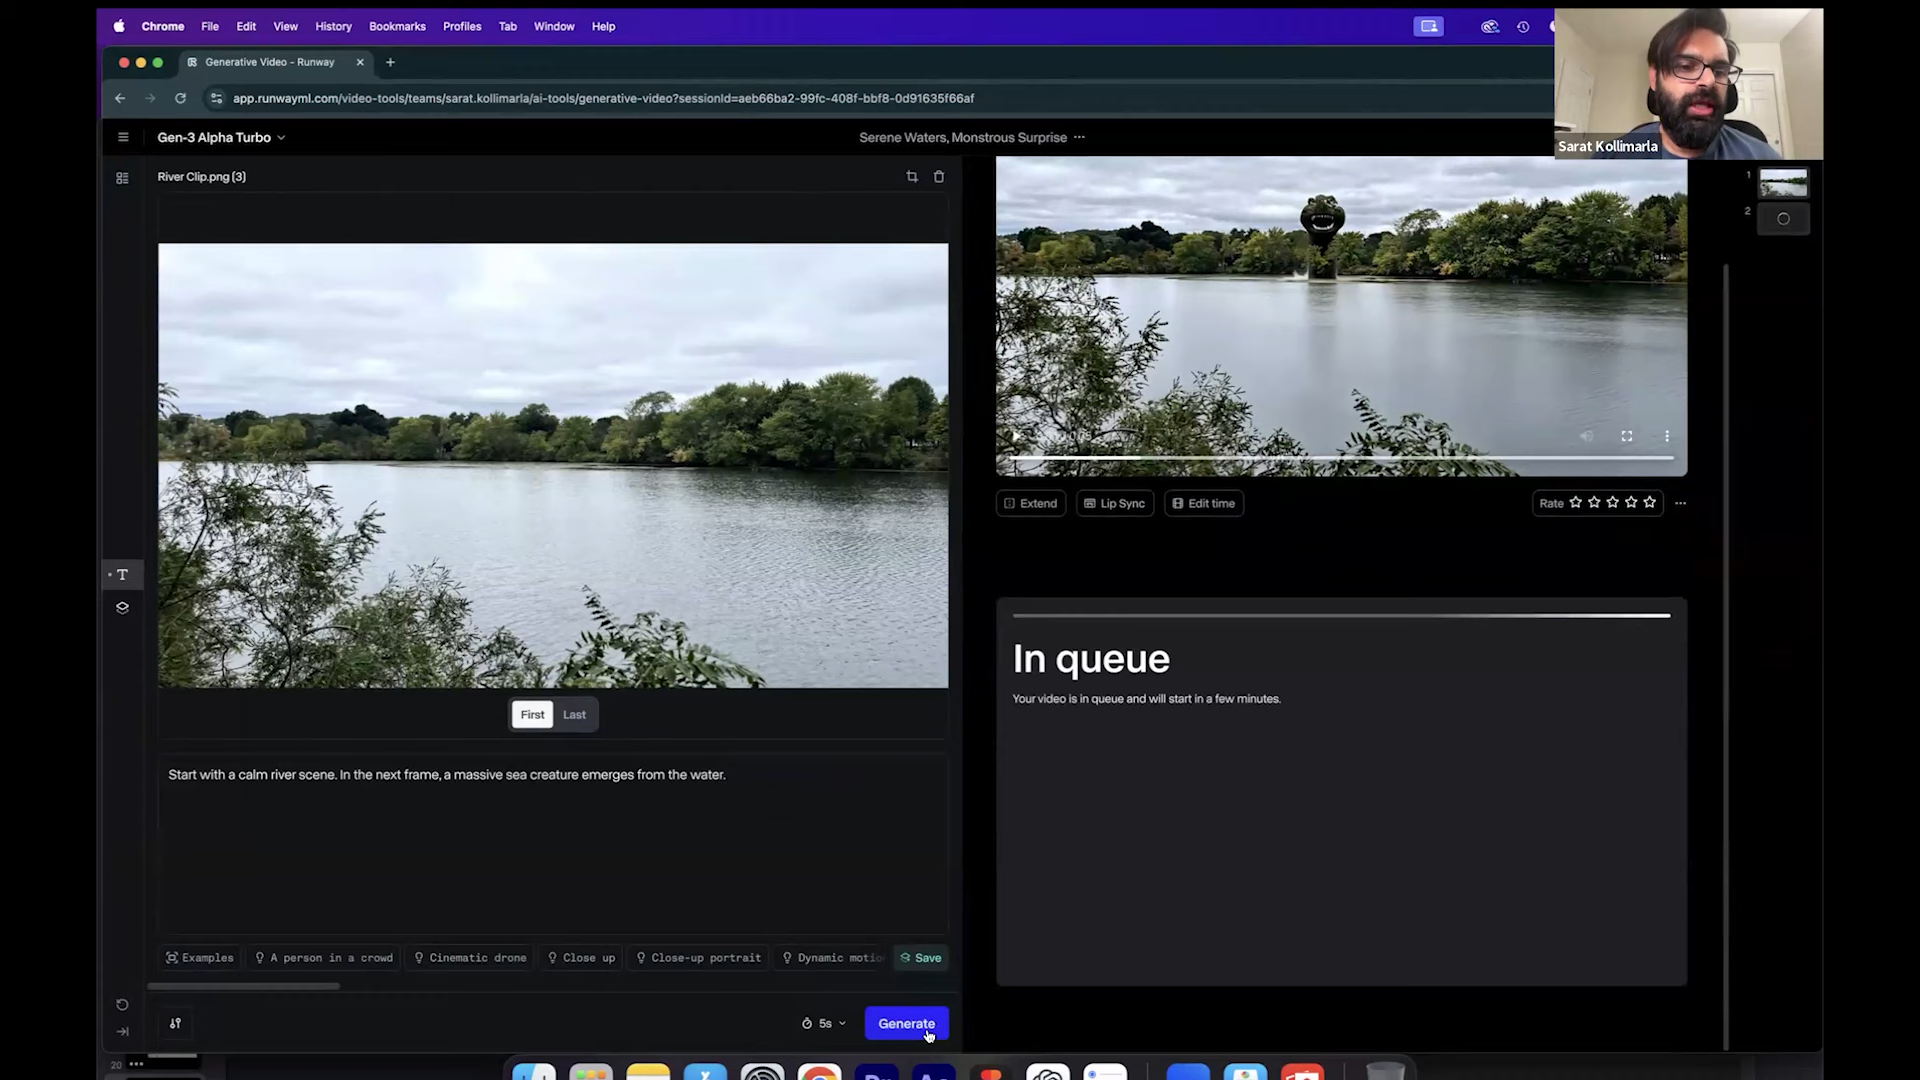 Chrome File Edit View History Bookmarks Profiles Tab Window Help
Generative Video - Runway
app.runwayml.com/video-tools/teams/sarat.kollimarla/ai-tools/generative-video?sessionId=aeb66ba2-99fc-408f-bbf8-0d91635f66af
Sarat Kollimarla
Gen-3 Alpha Turbo
Serene Waters, Monstrous Surprise
River Clip.png (3)
1
2
Extend Lip Sync Edit time Rate
In queue
Your video is in queue and will start in a few minutes.
First Last
Start with a calm river scene. In the next frame, a massive sea creature emerges from the water.
Examples A person in a crowd Cinematic drone Close up Close-up portrait Dynamic Save
5s Generate
20